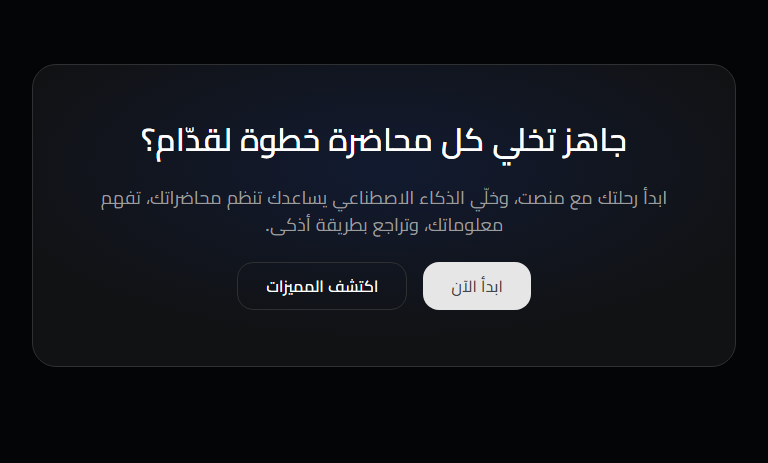 جاهز تخلي كل محاضرة خطوة لقدّام؟
ابدأ رحلتك مع منصت، وخلّي الذكاء الاصطناعي يساعدك تنظم محاضراتك، تفهم
معلوماتك، وتراجع بطريقة أذكى.
ابدأ الآن
اكتشف المميزات